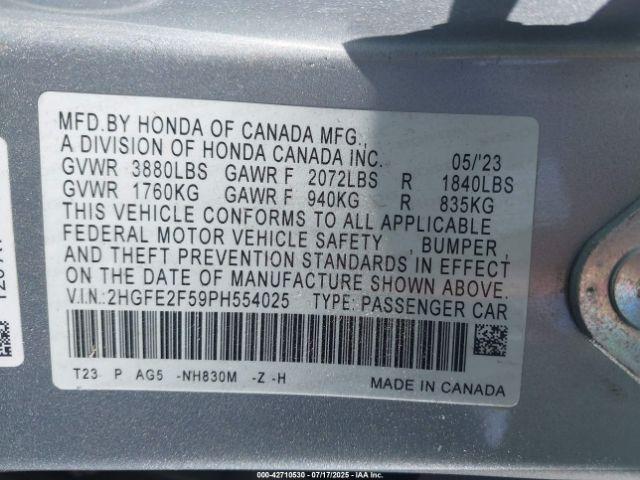 MFD.BY HONDA OF CANADA MFG.,
A DIVISION OF HONDA CANADA INC. 05/'23
GVWR 3880LBS GAWR F 2072LBS R 1840LBS
GVWR 1760KG GAWR F 940KG R 835KG
THIS VEHICLE CONFORMS TO ALL APPLICABLE
FEDERAL MOTOR VEHICLE SAFETY , BUMPER ,
AND THEFT PREVENTION STANDARDS IN EFFECT
ON THE DATE OF MANUFACTURE SHOWN ABOVE.
V.I.N.:2HGFE2F59PH554025 TYPE: PASSENGER CAR
T23 P AG5 -NH830M -Z -H
MADE IN CANADA
000-42710530 - 07/17/2025 - IAAI.com